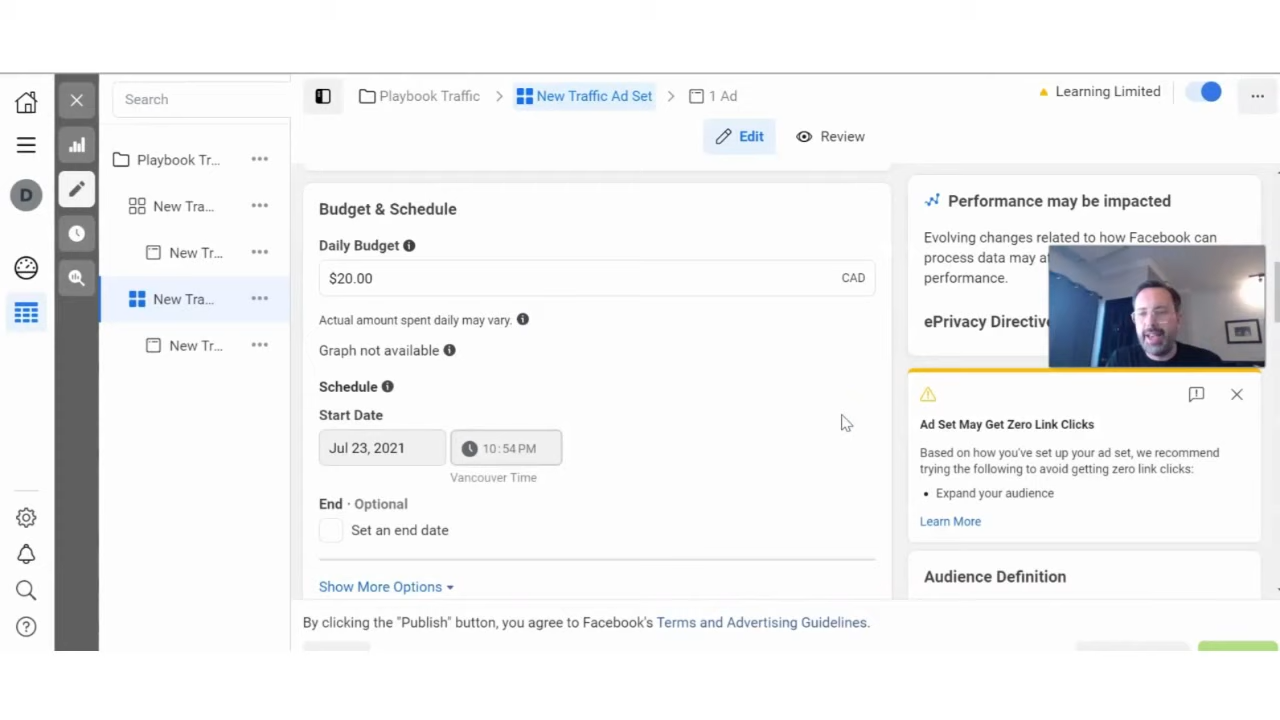 Search
Playbook Traffic
New Traffic Ad Set
1 Ad
Learning Limited
Edit
Review
D
Playbook Tr...
New Tra...
New Tr...
New Tra...
New Tr...
Budget & Schedule
Daily Budget
$20.00
CAD
Actual amount spent daily may vary.
Graph not available
Schedule
Start Date
Jul 23, 2021
10:54PM
Vancouver Time
End · Optional
Set an end date
Show More Options
By clicking the "Publish" button, you agree to Facebook's Terms and Advertising Guidelines.
Performance may be impacted
Evolving changes related to how Facebook can
process data may
performance.
ePrivacy Directive
Ad Set May Get Zero Link Clicks
Based on how you've set up your ad set, we recommend
trying the following to avoid getting zero link clicks:
• Expand your audience
Learn More
Audience Definition